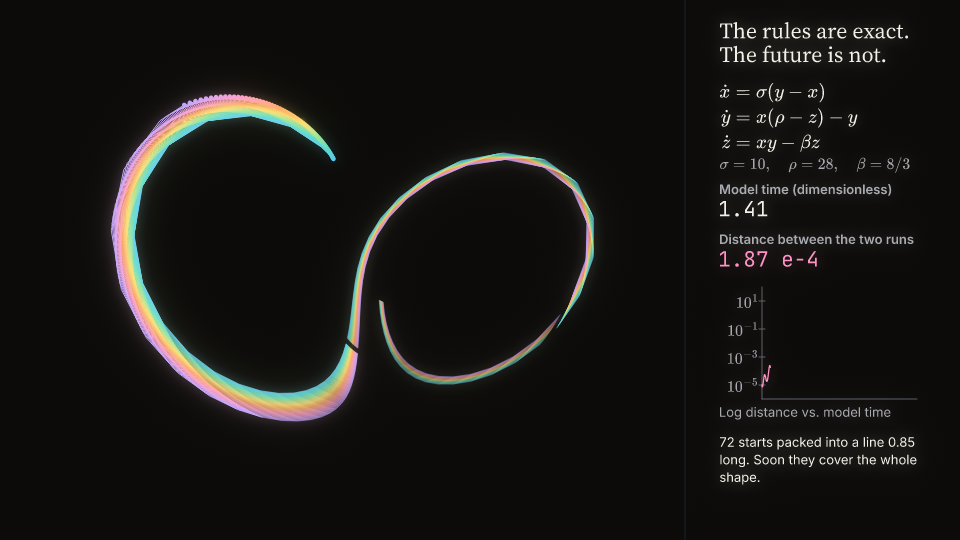 The rules are exact.
The future is not.
ẋ = σ(y − x)
ẏ = x(ρ − z) − y
ż = xy − βz
σ = 10, ρ = 28, β = 8/3
Model time (dimensionless)
1.41
Distance between the two runs
1.87 e-4
10¹
10⁻¹
10⁻³
10⁻⁵
Log distance vs. model time
72 starts packed into a line 0.85
long. Soon they cover the whole
shape.